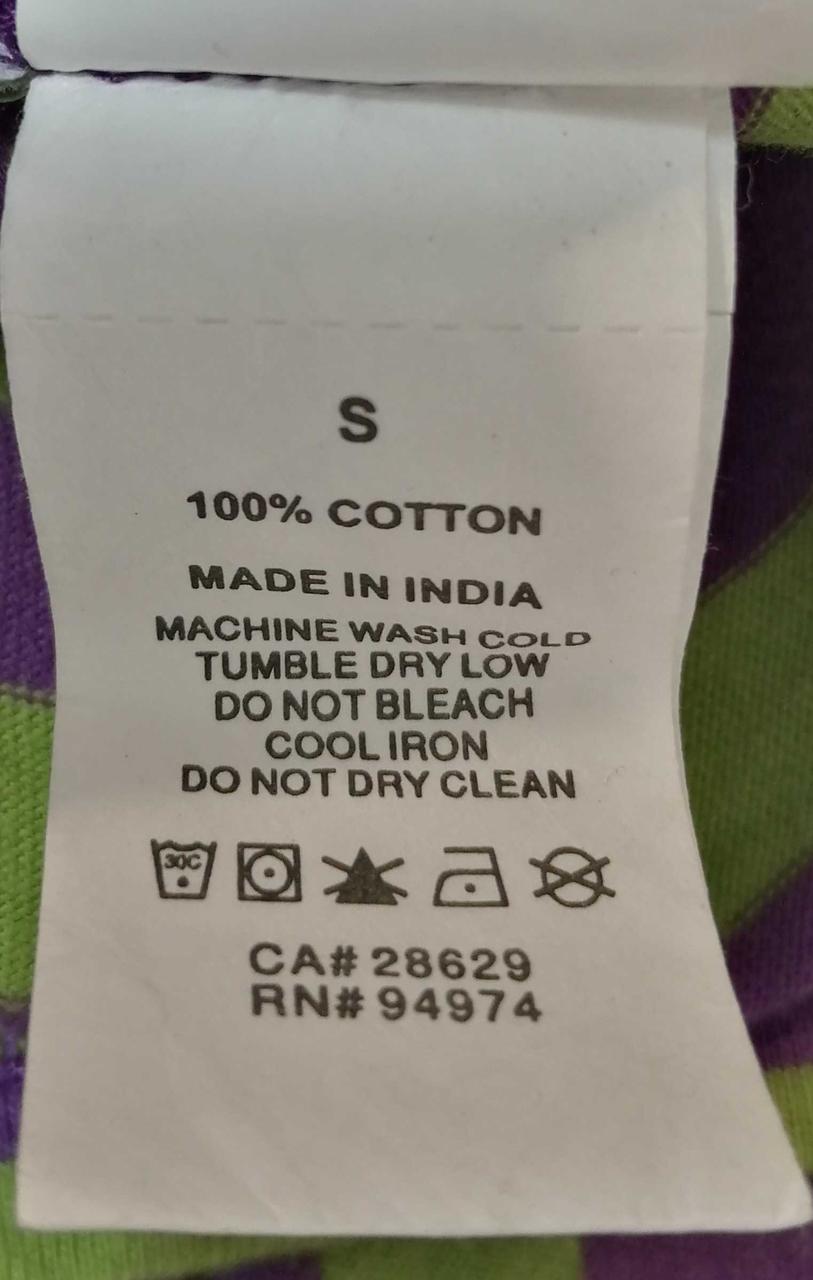 S
100% COTTON
MADE IN INDIA
MACHINE WASH COLD
TUMBLE DRY LOW
DO NOT BLEACH
COOL IRON
DO NOT DRY CLEAN
30C
CA# 28629
RN# 94974